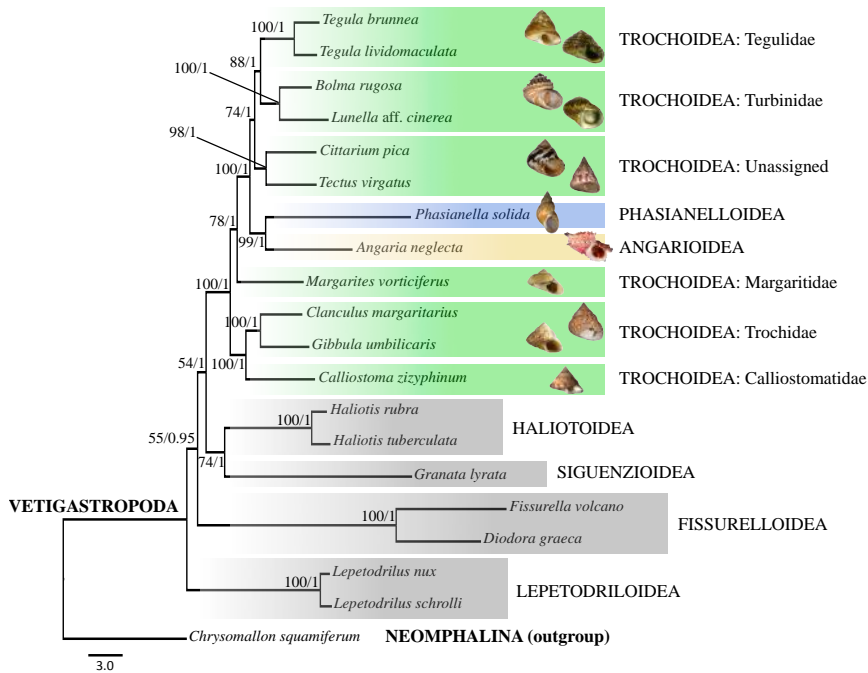 100/1
Tegula brunnea
Tegula lividomaculata
TROCHOIDEA: Tegulidae
88/1
100/1
Bolma rugosa
Lunella aff. cinerea
TROCHOIDEA: Turbinidae
74/1
98/1
Cittarium pica
Tectus virgatus
TROCHOIDEA: Unassigned
100/1
Phasianella solida
PHASIANELLOIDEA
78/1
99/1
Angaria neglecta
ANGARIOIDEA
Margarites vorticiferus
TROCHOIDEA: Margaritidae
100/1
Clanculus margaritarius
100/1
Gibbula umbilicaris
TROCHOIDEA: Trochidae
100/1
Calliostoma zizyphinum
TROCHOIDEA: Calliostomatidae
54/1
Haliotis rubra
100/1
Haliotis tuberculata
HALIOTOIDEA
55/0.95
74/1
Granata lyrata
SIGUENZIOIDEA
VETIGASTROPODA
Fissurella volcano
100/1
Diodora graeca
FISSURELLOIDEA
Lepetodrilus nux
100/1
Lepetodrilus schrolli
LEPETODRILOIDEA
Chrysomallon squamiferum NEOMPHALINA (outgroup)
3.0